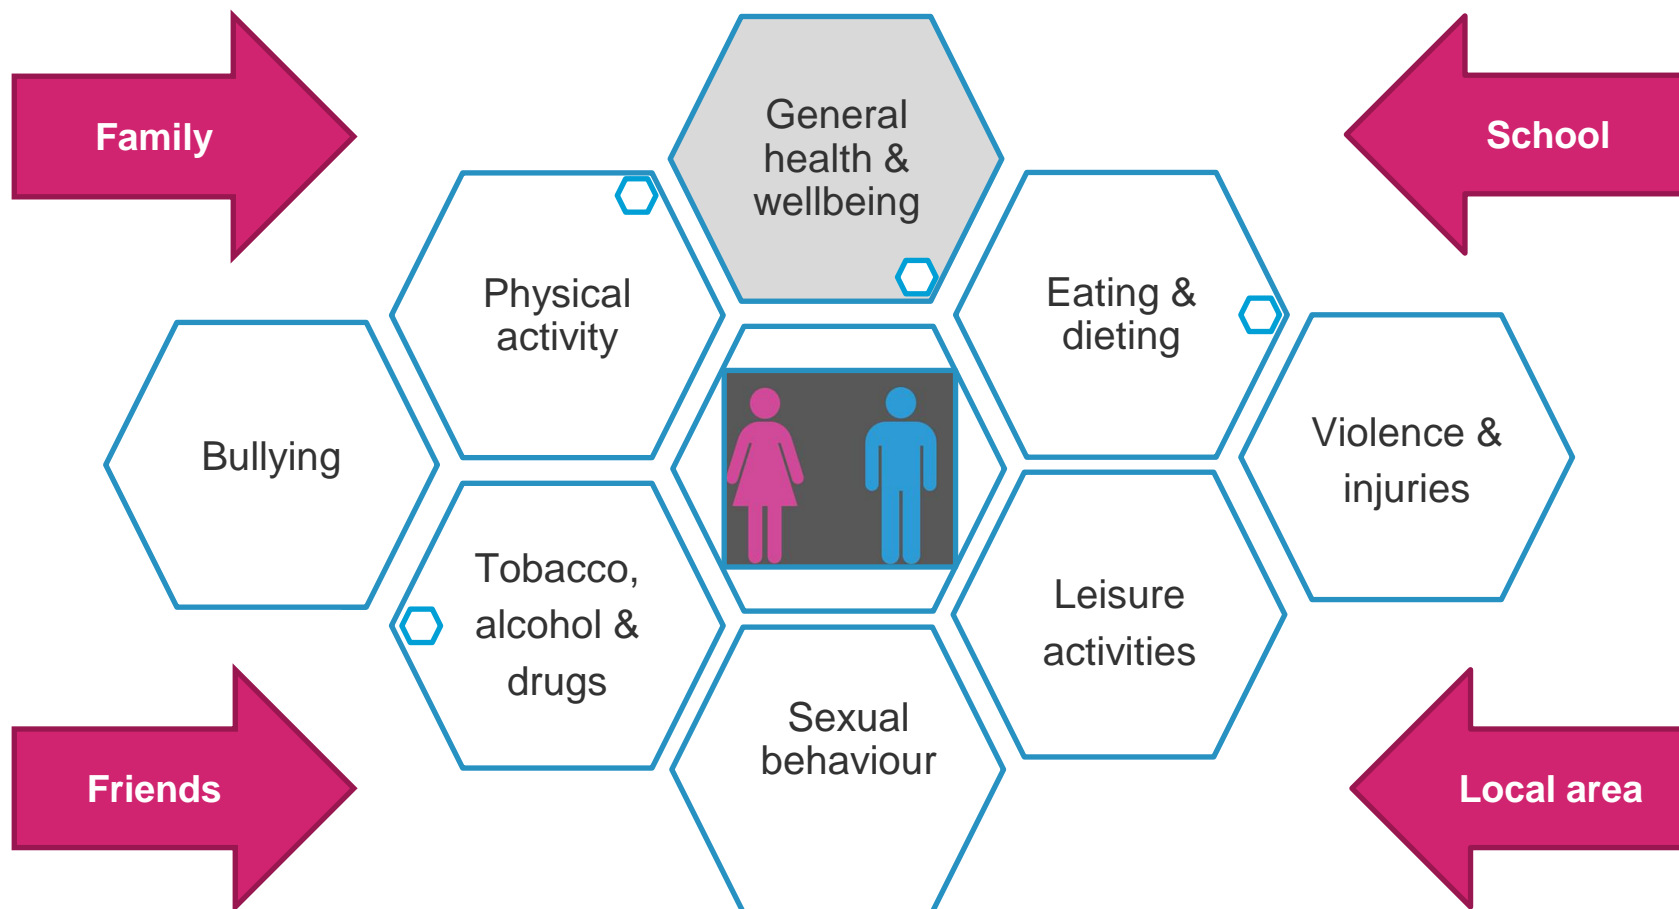 Family
General
health &
wellbeing
School
Physical
activity
Eating &
dieting
Bullying
Violence &
injuries
Tobacco,
alcohol &
drugs
Leisure
activities
Sexual
behaviour
Friends
Local area